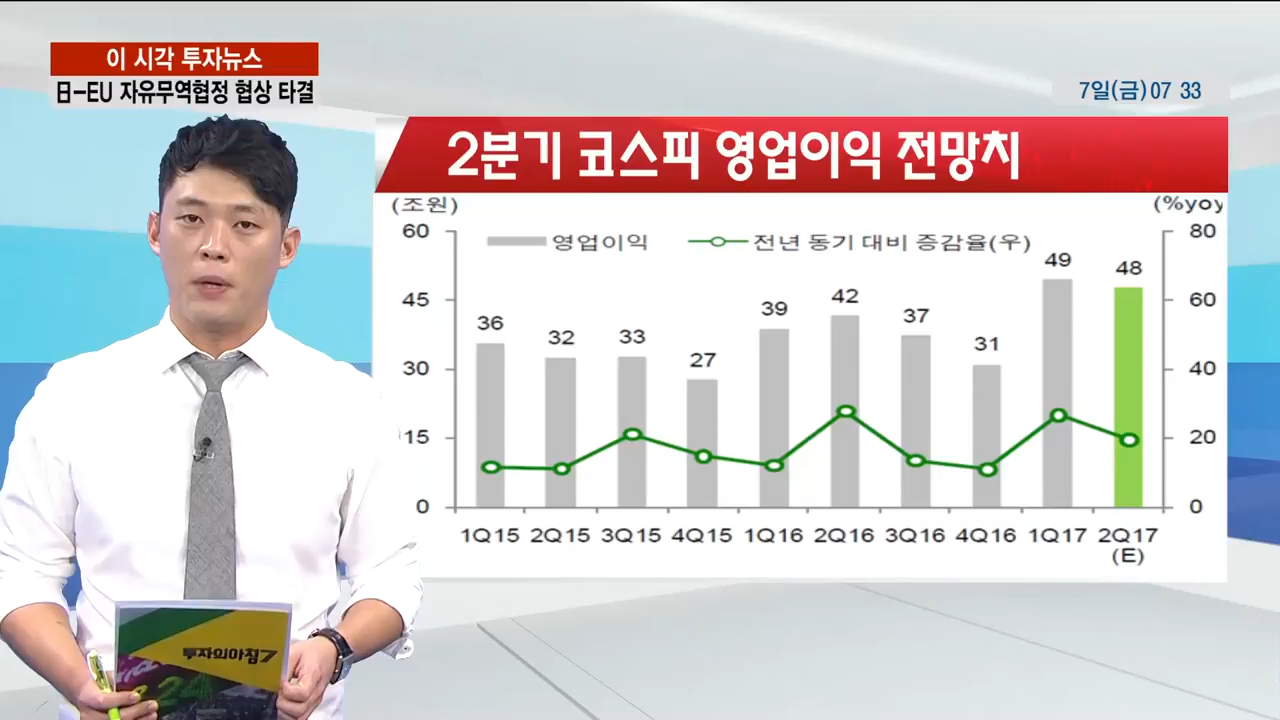 이 시각 투자뉴스
日-EU 자유무역협정 협상 타결
7일(금) 07 33
2분기 코스피 영업이익 전망치
(조원)
(%yoy
영업이익
전년 동기 대비 증감율(우)
60
45
30
15
0
80
60
40
20
0
36
32
33
27
39
42
37
31
49
48
1Q15 2Q15 3Q15 4Q15 1Q16 2Q16 3Q16 4Q16 1Q17 2Q17
(E)
투자의아침7